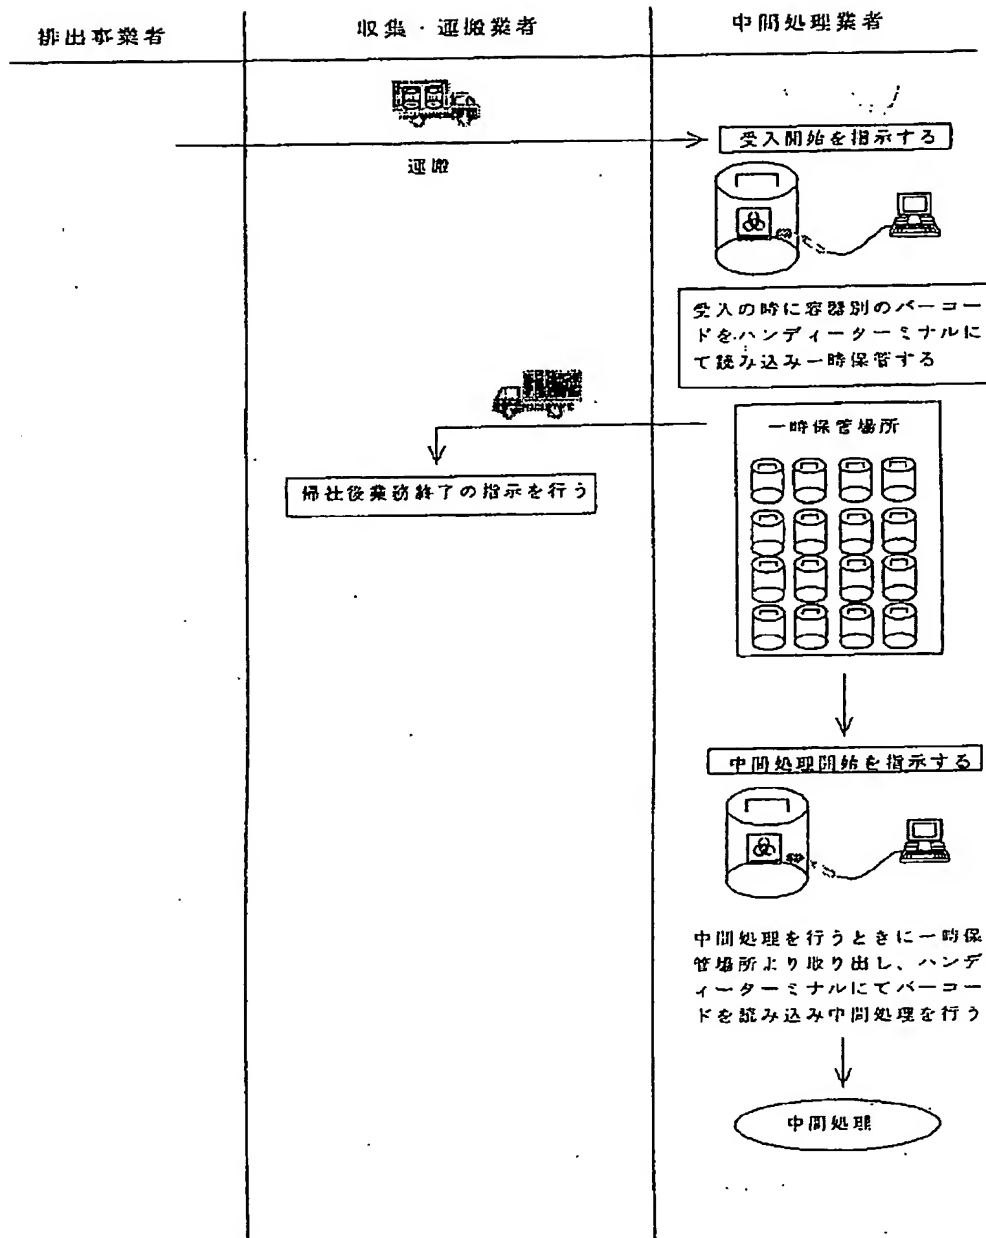 排出事業者
収集・運搬業者
中間処理業者
運搬
受入開始を指示する
受入の時に容器別のバーコー
ドをハンディーターミナルに
て読み込み一時保管する
一時保管場所
帰社後業務終了の指示を行う
中間処理開始を指示する
中間処理を行うときに一時保
管場所より取り出し、ハンデ
ィーターミナルにてバーコー
ドを読み込み中間処理を行う
中間処理